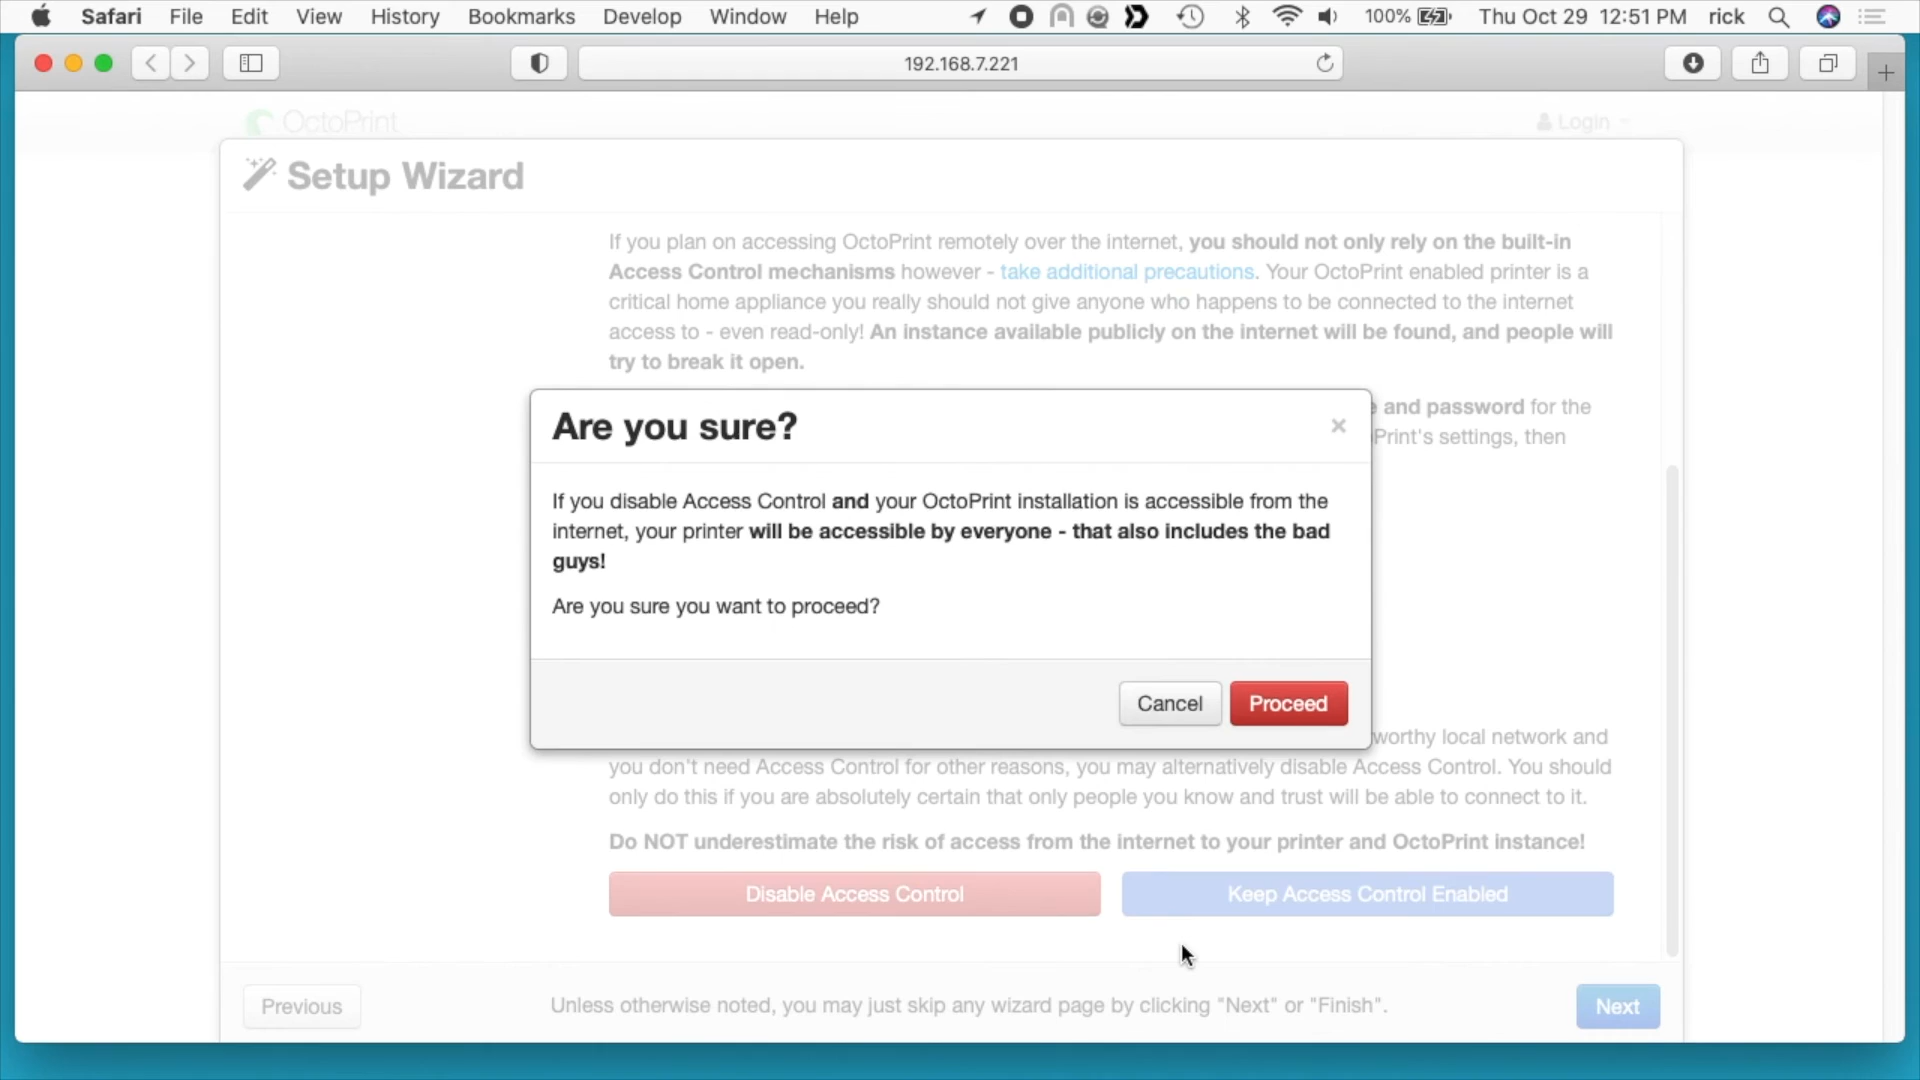 Safari File Edit View History Bookmarks Develop Window Help 100% Thu Oct 29 12:51 PM rick
192.168.7.221
OctoPrint Login
Setup Wizard
If you plan on accessing OctoPrint remotely over the internet, you should not only rely on the built-in
Access Control mechanisms however - take additional precautions. Your OctoPrint enabled printer is a
critical home appliance you really should not give anyone who happens to be connected to the internet
access to - even read-only! An instance available publicly on the internet will be found, and people will
try to break it open.
and password for the
Print's settings, then
Are you sure? ×
If you disable Access Control and your OctoPrint installation is accessible from the
internet, your printer will be accessible by everyone - that also includes the bad
guys!
Are you sure you want to proceed?
Cancel Proceed
worthy local network and
you don't need Access Control for other reasons, you may alternatively disable Access Control. You should
only do this if you are absolutely certain that only people you know and trust will be able to connect to it.
Do NOT underestimate the risk of access from the internet to your printer and OctoPrint instance!
Disable Access Control Keep Access Control Enabled
Previous Unless otherwise noted, you may just skip any wizard page by clicking "Next" or "Finish". Next